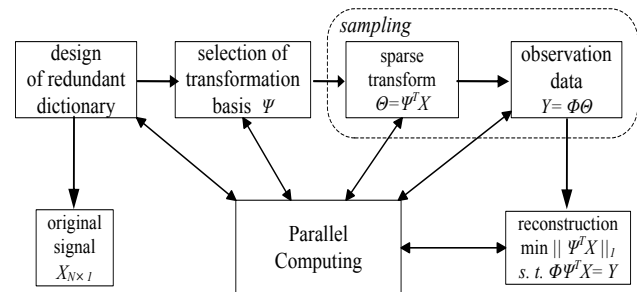 sampling
design
of redundant
dictionary
selection of
transformation
basis Ψ
sparse
transform
Θ=Ψ^T X
observation
data
Y= ΦΘ
original
signal
X_{N×1}
Parallel
Computing
reconstruction
min || Ψ^T X ||_1
s. t. ΦΨ^T X= Y